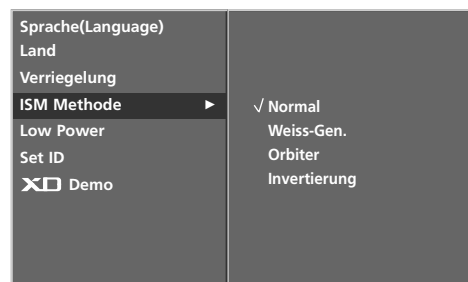 Sprache(Language)
Land
Verriegelung
ISM Methode ►
Low Power
Set ID
XD Demo
√ Normal
Weiss-Gen.
Orbiter
Invertierung